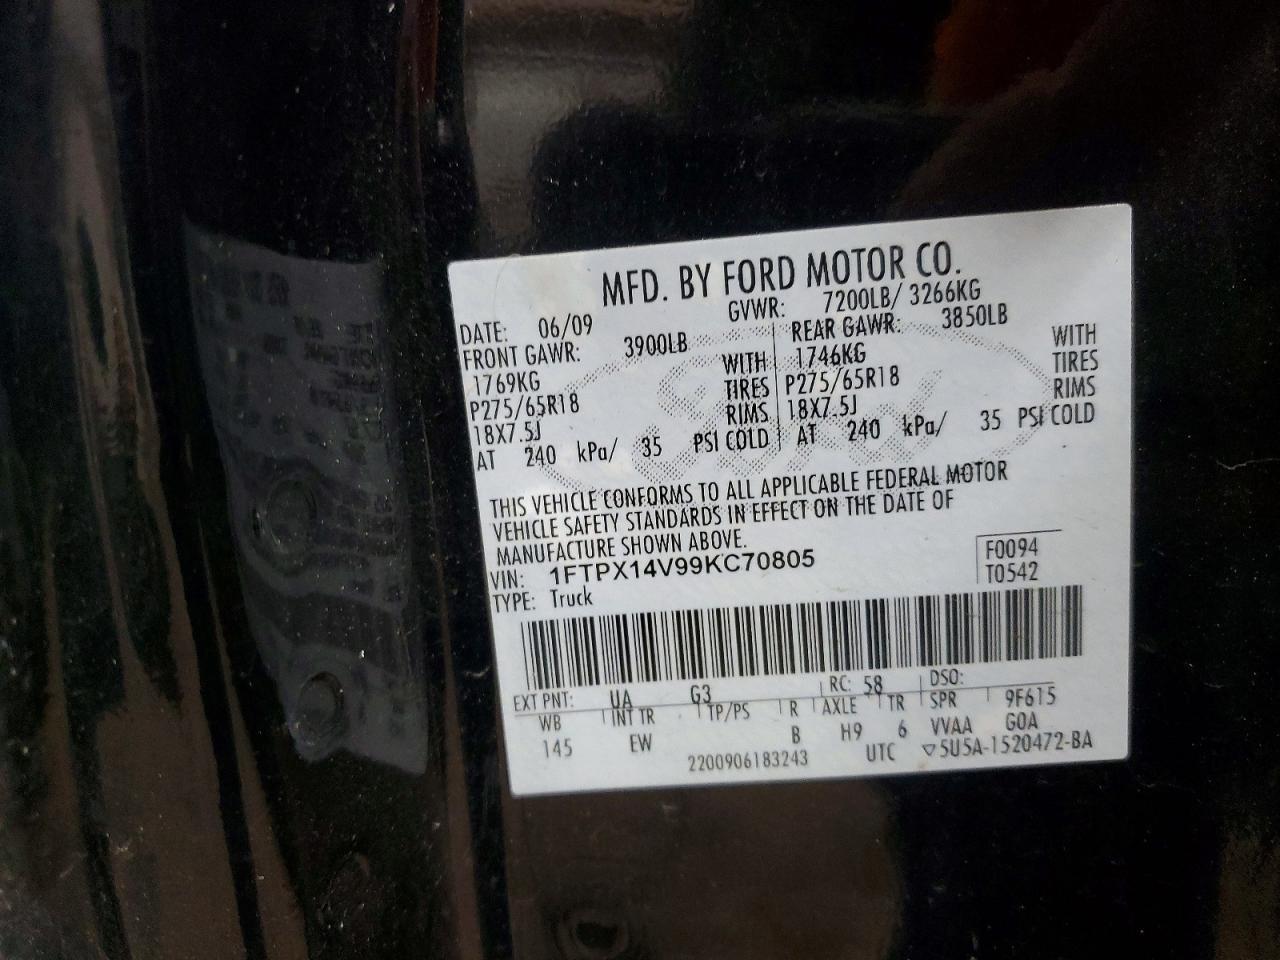 MFD. BY FORD MOTOR CO.
DATE: 06/09 GVWR: 7200LB/ 3266KG
FRONT GAWR: 3900LB REAR GAWR: 3850LB
1769KG WITH 1746KG WITH
P275/65R18 TIRES P275/65R18 TIRES
18X7.5J RIMS 18X7.5J RIMS
AT 240 kPa/ 35 PSI COLD AT 240 kPa/ 35 PSI COLD
THIS VEHICLE CONFORMS TO ALL APPLICABLE FEDERAL MOTOR
VEHICLE SAFETY STANDARDS IN EFFECT ON THE DATE OF
MANUFACTURE SHOWN ABOVE.
VIN: 1FTPX14V99KC70805 F0094
TYPE: Truck T0542
EXT PNT: UA G3 RC: 58 DSO:
WB INT TR TP/PS R AXLE TR SPR 9F615
145 EW B H9 6 VVAA GOA
2200906183243 UTC ▽5U5A-1520472-BA